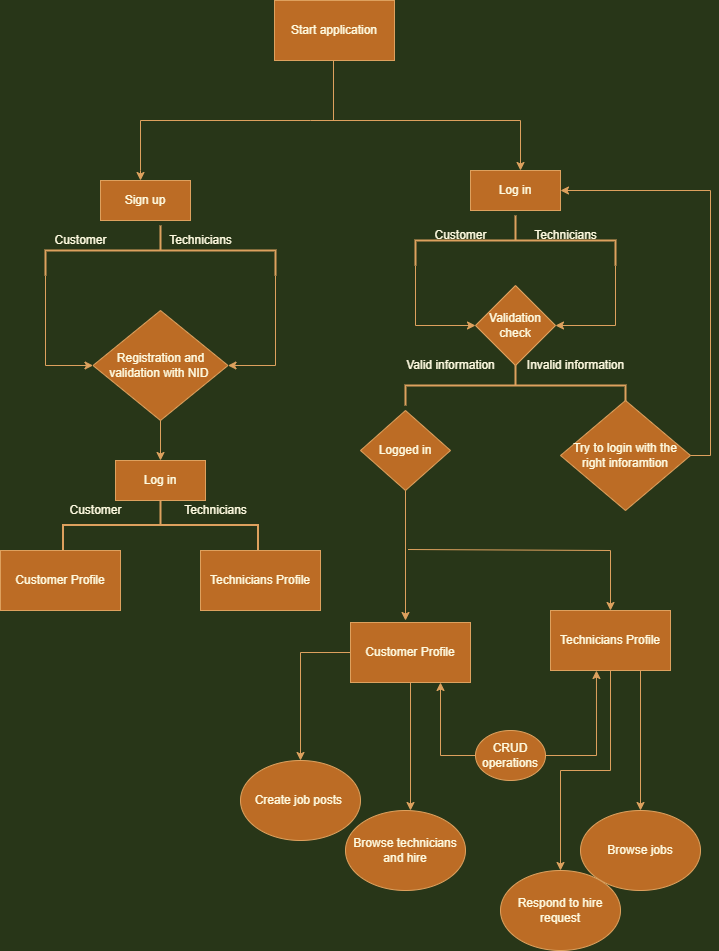 Start application
Sign up
Log in
Customer
Technicians
Customer
Technicians
Validation
check
Registration and
validation with NID
Valid information
Invalid information
Logged in
Try to login with the
right inforamtion
Log in
Customer
Technicians
Customer Profile
Technicians Profile
Customer Profile
Technicians Profile
CRUD
operations
Create job posts
Browse technicians
and hire
Browse jobs
Respond to hire
request